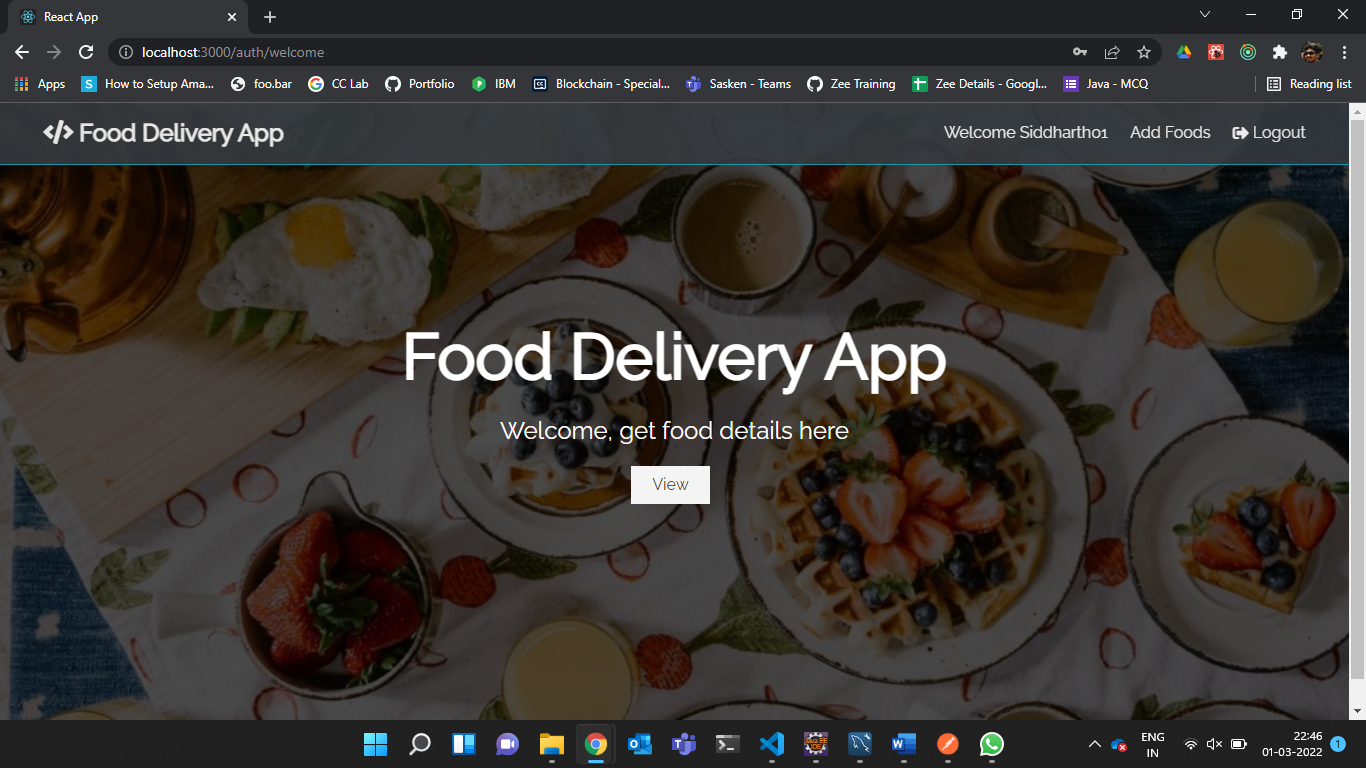 React App
localhost:3000/auth/welcome
Apps
How to Setup Ama...
foo.bar
CC Lab
Portfolio
IBM
Blockchain - Special...
Sasken - Teams
Zee Training
Zee Details - Googl...
Java - MCQ
Reading list
Food Delivery App
Welcome Siddharth01
Add Foods
Logout
Food Delivery App
Welcome, get food details here
View
ENG
IN
22:46
01-03-2022
1